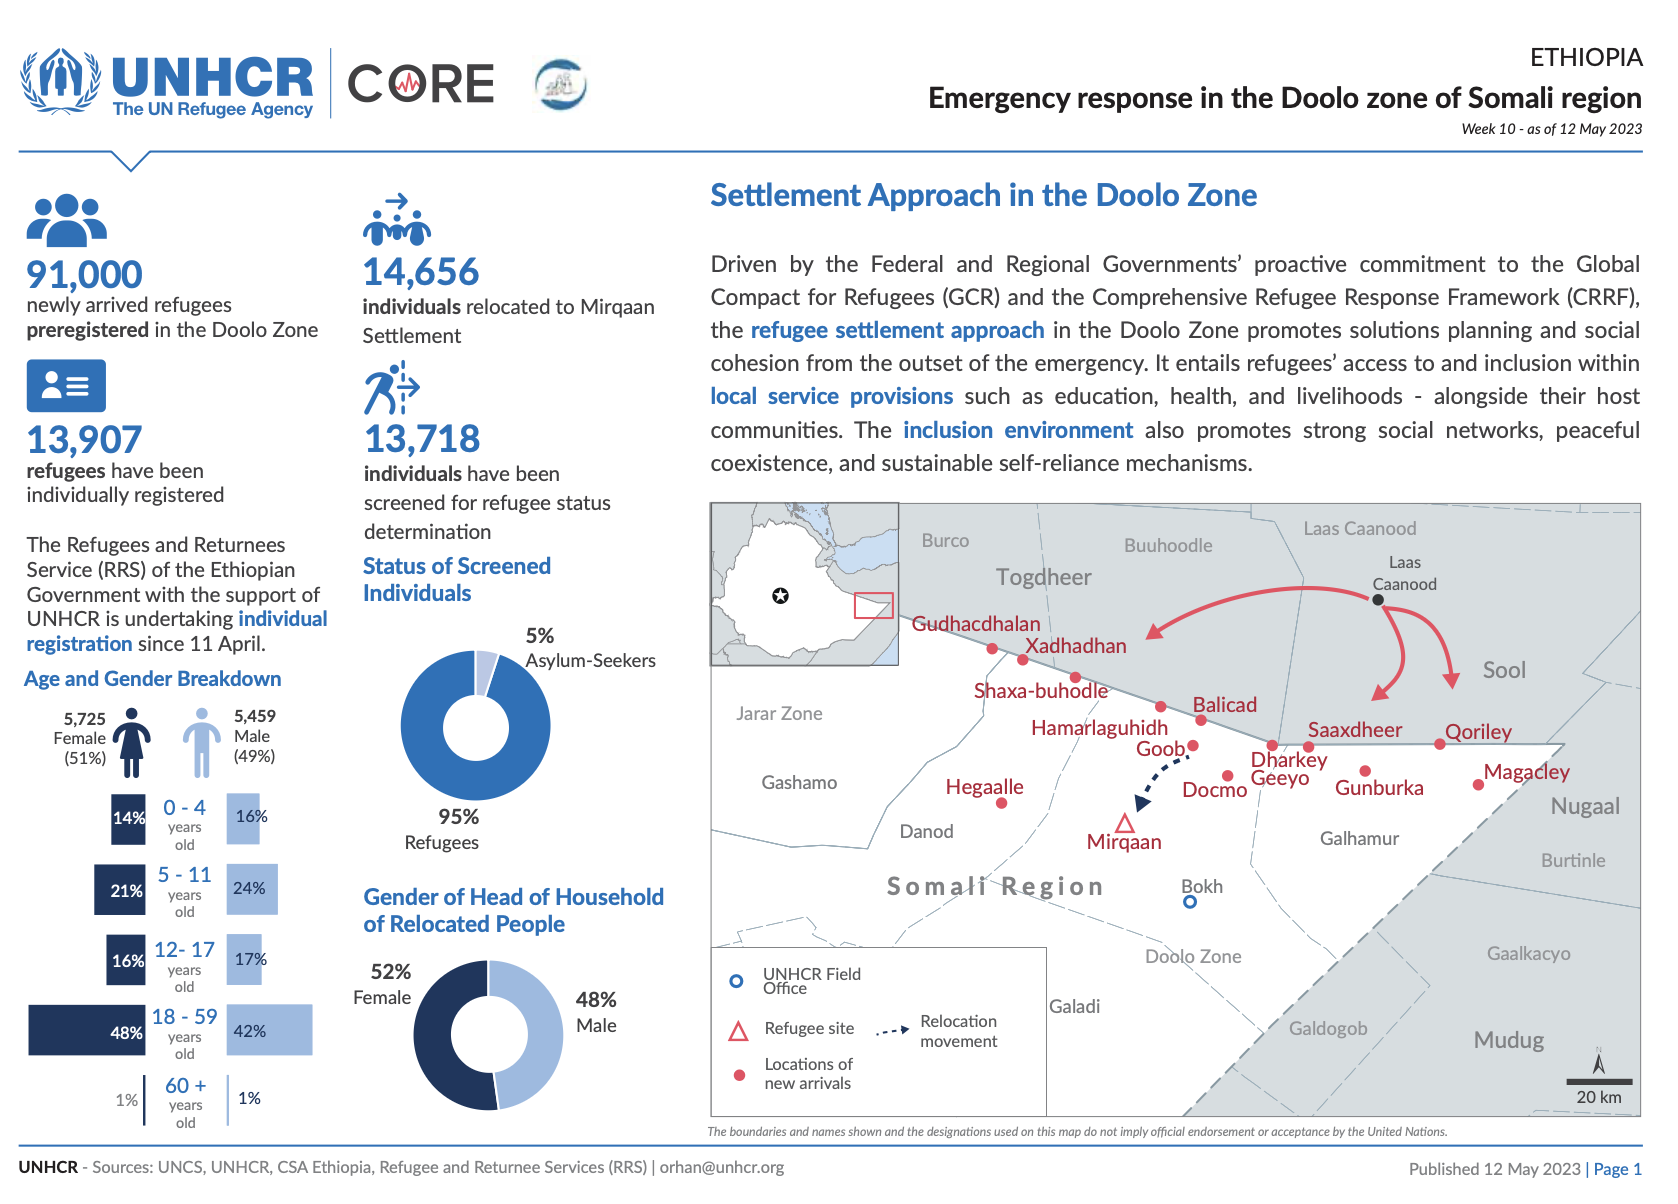 UNHCR
The UN Refugee Agency
CORE
ETHIOPIA
Emergency response in the Doolo zone of Somali region
Week 10 - as of 12 May 2023
91,000
newly arrived refugees
preregistered in the Doolo Zone
13,907
refugees have been
individually registered
The Refugees and Returnees
Service (RRS) of the Ethiopian
Government with the support of
UNHCR is undertaking individual
registration since 11 April.
Age and Gender Breakdown
5,725
Female
(51%)
5,459
Male
(49%)
14%
0 - 4
years
old
16%
21%
5 - 11
years
old
24%
16%
12- 17
years
old
17%
48%
18 - 59
years
old
42%
1%
60 +
years
old
1%
14,656
individuals relocated to Mirqaan
Settlement
13,718
individuals have been
screened for refugee status
determination
Status of Screened
Individuals
5%
Asylum-Seekers
95%
Refugees
Gender of Head of Household
of Relocated People
52%
Female
48%
Male
Settlement Approach in the Doolo Zone
Driven by the Federal and Regional Governments’ proactive commitment to the Global
Compact for Refugees (GCR) and the Comprehensive Refugee Response Framework (CRRF),
the refugee settlement approach in the Doolo Zone promotes solutions planning and social
cohesion from the outset of the emergency. It entails refugees’ access to and inclusion within
local service provisions such as education, health, and livelihoods - alongside their host
communities. The inclusion environment also promotes strong social networks, peaceful
coexistence, and sustainable self-reliance mechanisms.
Burco
Buuhoodle
Laas Caanood
Togdheer
Laas
Caanood
Gudhacdhalan
Xadhadhan
Sool
Shaxa-buhodle
Jarar Zone
Balicad
Hamarlaguhidh
Saaxdheer
Qoriley
Goob
Dharkey
Geeyo
Magacley
Gashamo
Hegaalle
Docmo
Gunburka
Nugaal
Danod
Mirqaan
Galhamur
Burtinle
Somali Region
Bokh
Doolo Zone
Gaalkacyo
Galadi
Galdogob
Mudug
UNHCR Field
Office
Refugee site
Relocation
movement
Locations of
new arrivals
N
20 km
The boundaries and names shown and the designations used on this map do not imply official endorsement or acceptance by the United Nations.
UNHCR - Sources: UNCS, UNHCR, CSA Ethiopia, Refugee and Returnee Services (RRS) | orhan@unhcr.org
Published 12 May 2023 | Page 1